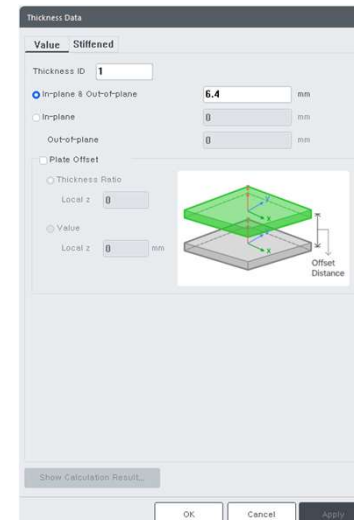 Thickness Data
Value Stiffened
Thickness ID 1
In-plane & Out-of-plane 6.4 mm
In-plane 0 mm
Out-of-plane 0 mm
Plate Offset
Thickness Ratio
Local z 0
Value
Local z 0 mm
y
x
y
x
Offset
Distance
Show Calculation Result...
OK Cancel Apply